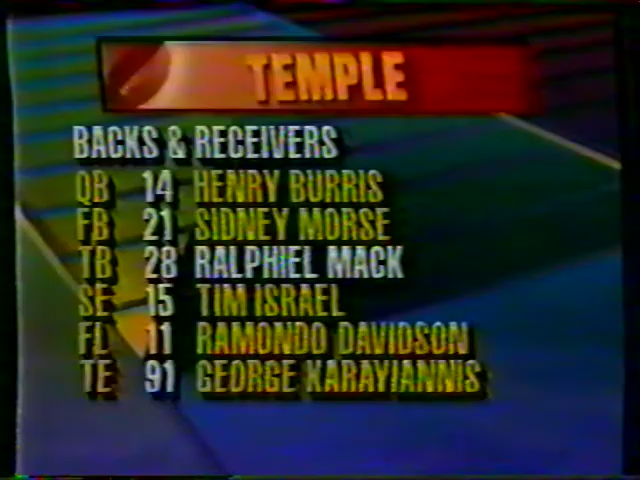 TEMPLE
BACKS & RECEIVERS
QB 14 HENRY BURRIS
FB 21 SIDNEY MORSE
TB 28 RALPHIEL MACK
SE 15 TIM ISRAEL
FL 11 RAMONDO DAVIDSON
TE 91 GEORGE KARAYIANNIS